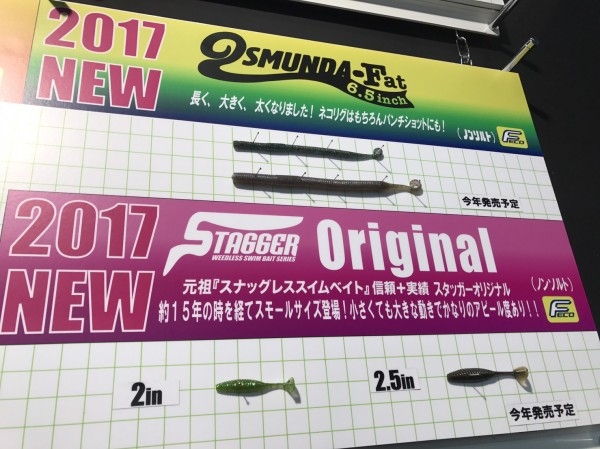 2017
NEW
OSMUNDA-Fat
6.5inch
長く、大きく、太くなりました！ネコリグはもちろんパンチショットにも！
(ノンソルト)
FECO
今年発売予定
2017
NEW
STAGGER
WEEDLESS SWIM BAIT SERIES
Original
元祖『スナッグレススイムベイト』信頼＋実績 スタッガーオリジナル
(ノンソルト)
約１５年の時を経てスモールサイズ登場！小さくても大きな動きでかなりのアピール度あり！！
FECO
2in
2.5in
今年発売予定